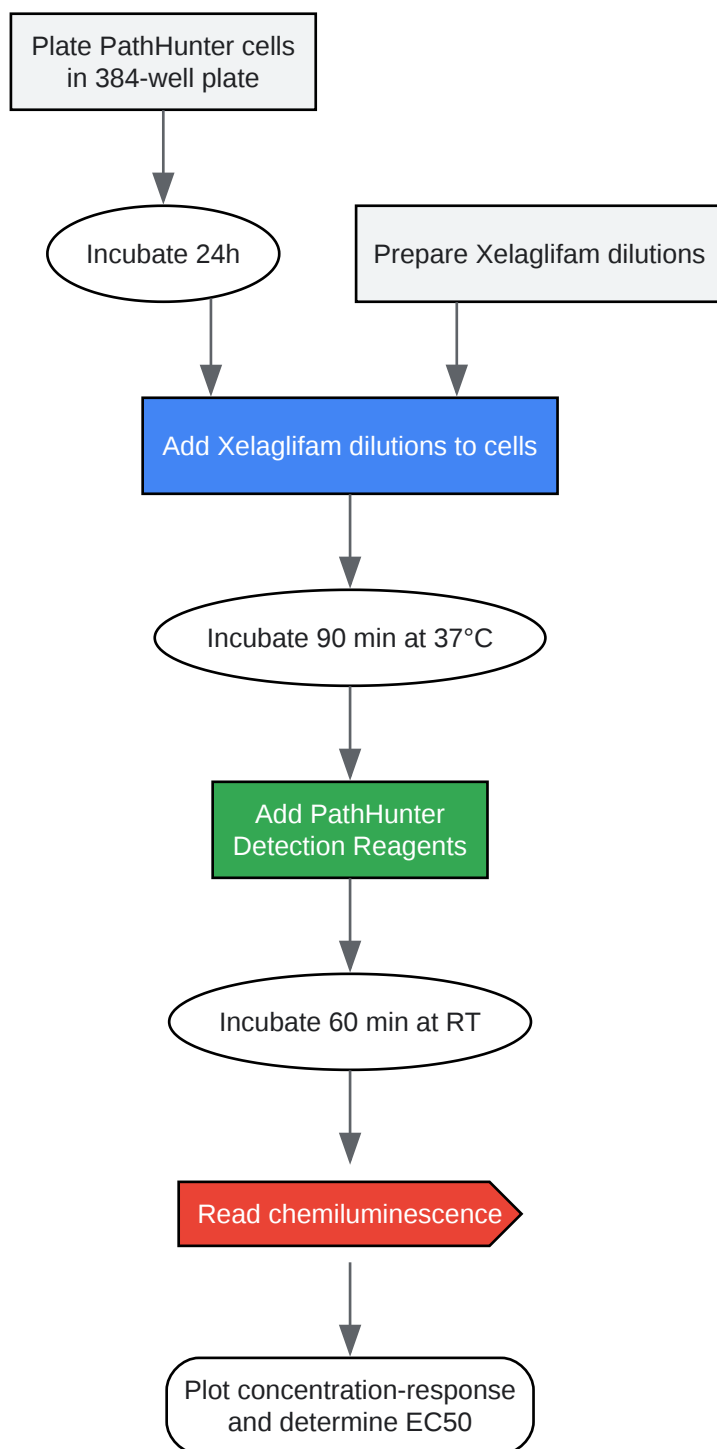 Plate PathHunter cells
in 384-well plate
Incubate 24h
Prepare Xelaglifam dilutions
Add Xelaglifam dilutions to cells
Incubate 90 min at 37°C
Add PathHunter
Detection Reagents
Incubate 60 min at RT
Read chemiluminescence
Plot concentration-response
and determine EC50